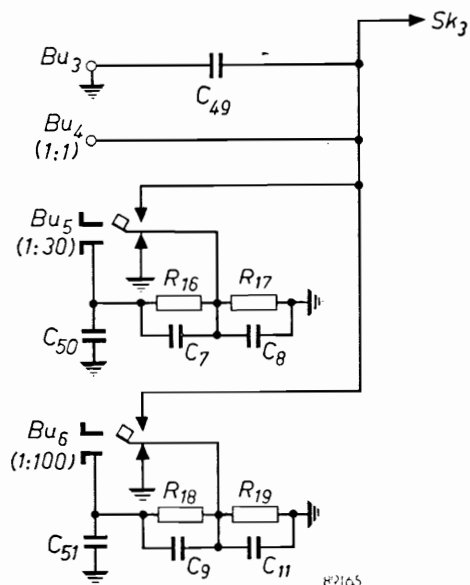 Sk3
Bu3
C49
Bu4
(1:1)
Bu5
(1:30)
R16
R17
C50
C7
C8
Bu6
(1:100)
R18
R19
C51
C9
C11
82165